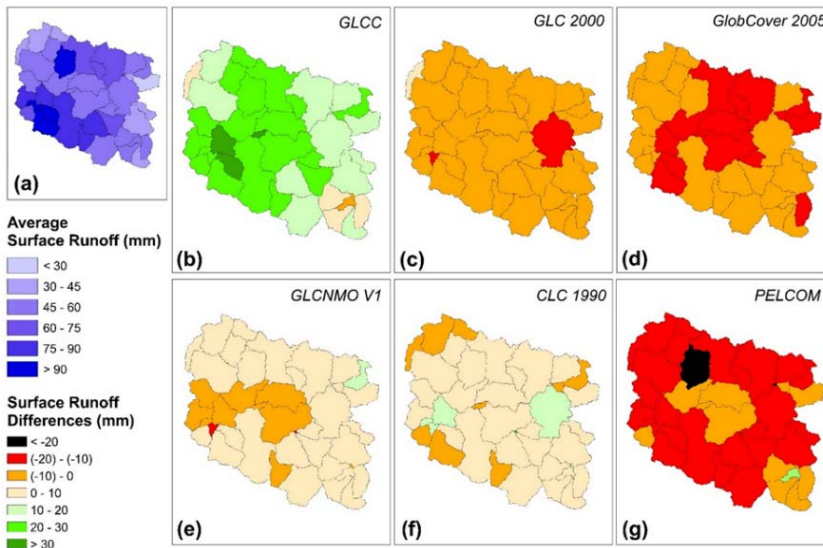 GLCC
GLC 2000
GlobCover 2005
(a)
(b)
(c)
(d)
Average
Surface Runoff (mm)
< 30
30 - 45
45 - 60
60 - 75
75 - 90
> 90
GLCNMO V1
CLC 1990
PELCOM
Surface Runoff
Differences (mm)
< -20
(-20) - (-10)
(-10) - 0
0 - 10
10 - 20
20 - 30
> 30
(e)
(f)
(g)